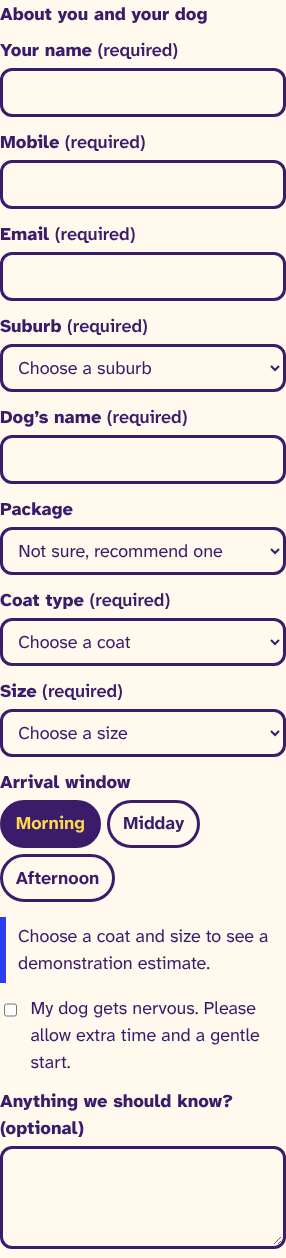 About you and your dog
Your name (required)
Mobile (required)
Email (required)
Suburb (required)
Choose a suburb
Dog’s name (required)
Package
Not sure, recommend one
Coat type (required)
Choose a coat
Size (required)
Choose a size
Arrival window
Morning
Midday
Afternoon
Choose a coat and size to see a
demonstration estimate.
My dog gets nervous. Please
allow extra time and a gentle
start.
Anything we should know?
(optional)